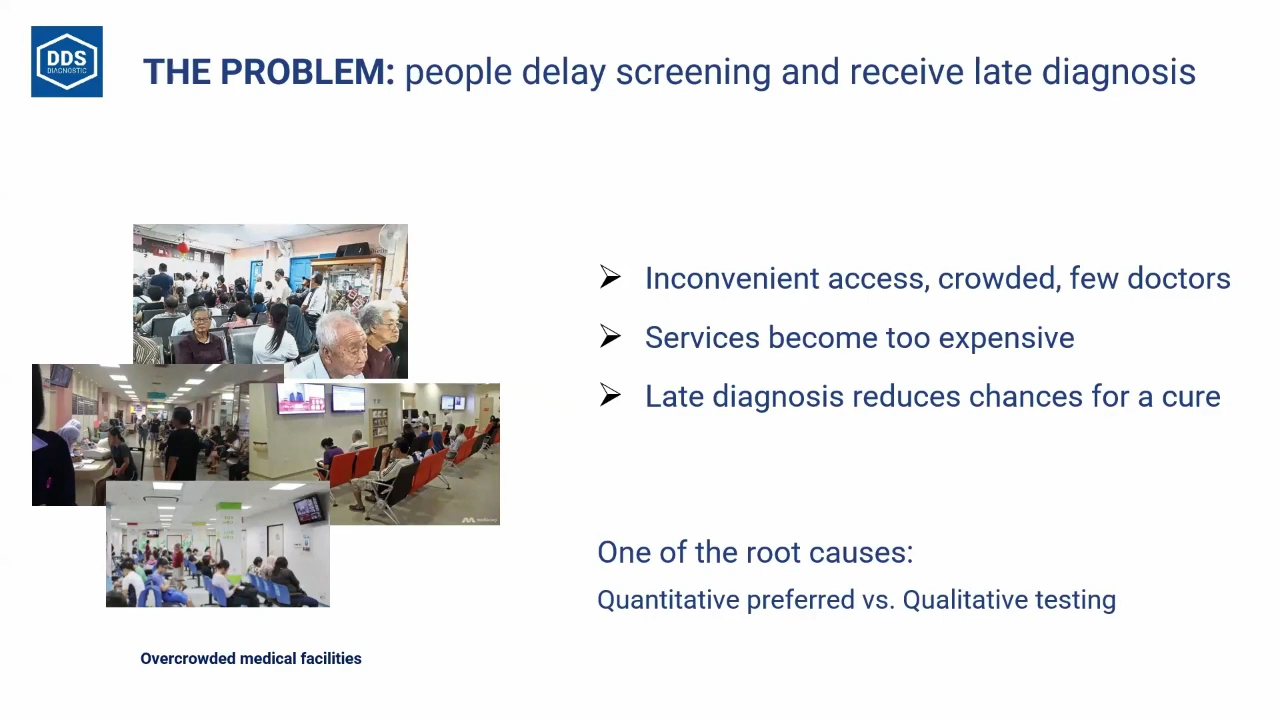 DDS
DIAGNOSTIC
THE PROBLEM: people delay screening and receive late diagnosis
Inconvenient access, crowded, few doctors
Services become too expensive
Late diagnosis reduces chances for a cure
One of the root causes:
Quantitative preferred vs. Qualitative testing
Overcrowded medical facilities